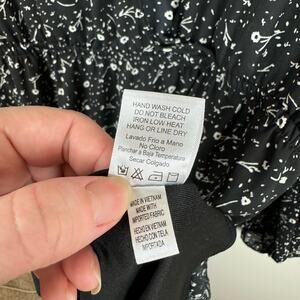 HAND WASH COLD
DO NOT BLEACH
IRON LOW HEAT
HANG OR LINE DRY
Lavado Frio a Mano
No Cloro
Planchar a Baja Temperatura
Secar Colgado
MADE IN VIETNAM
MADE WITH
IMPORTED FABRIC
HECHO EN VIETNAM
HECHO CON TELA
IMPORTADA